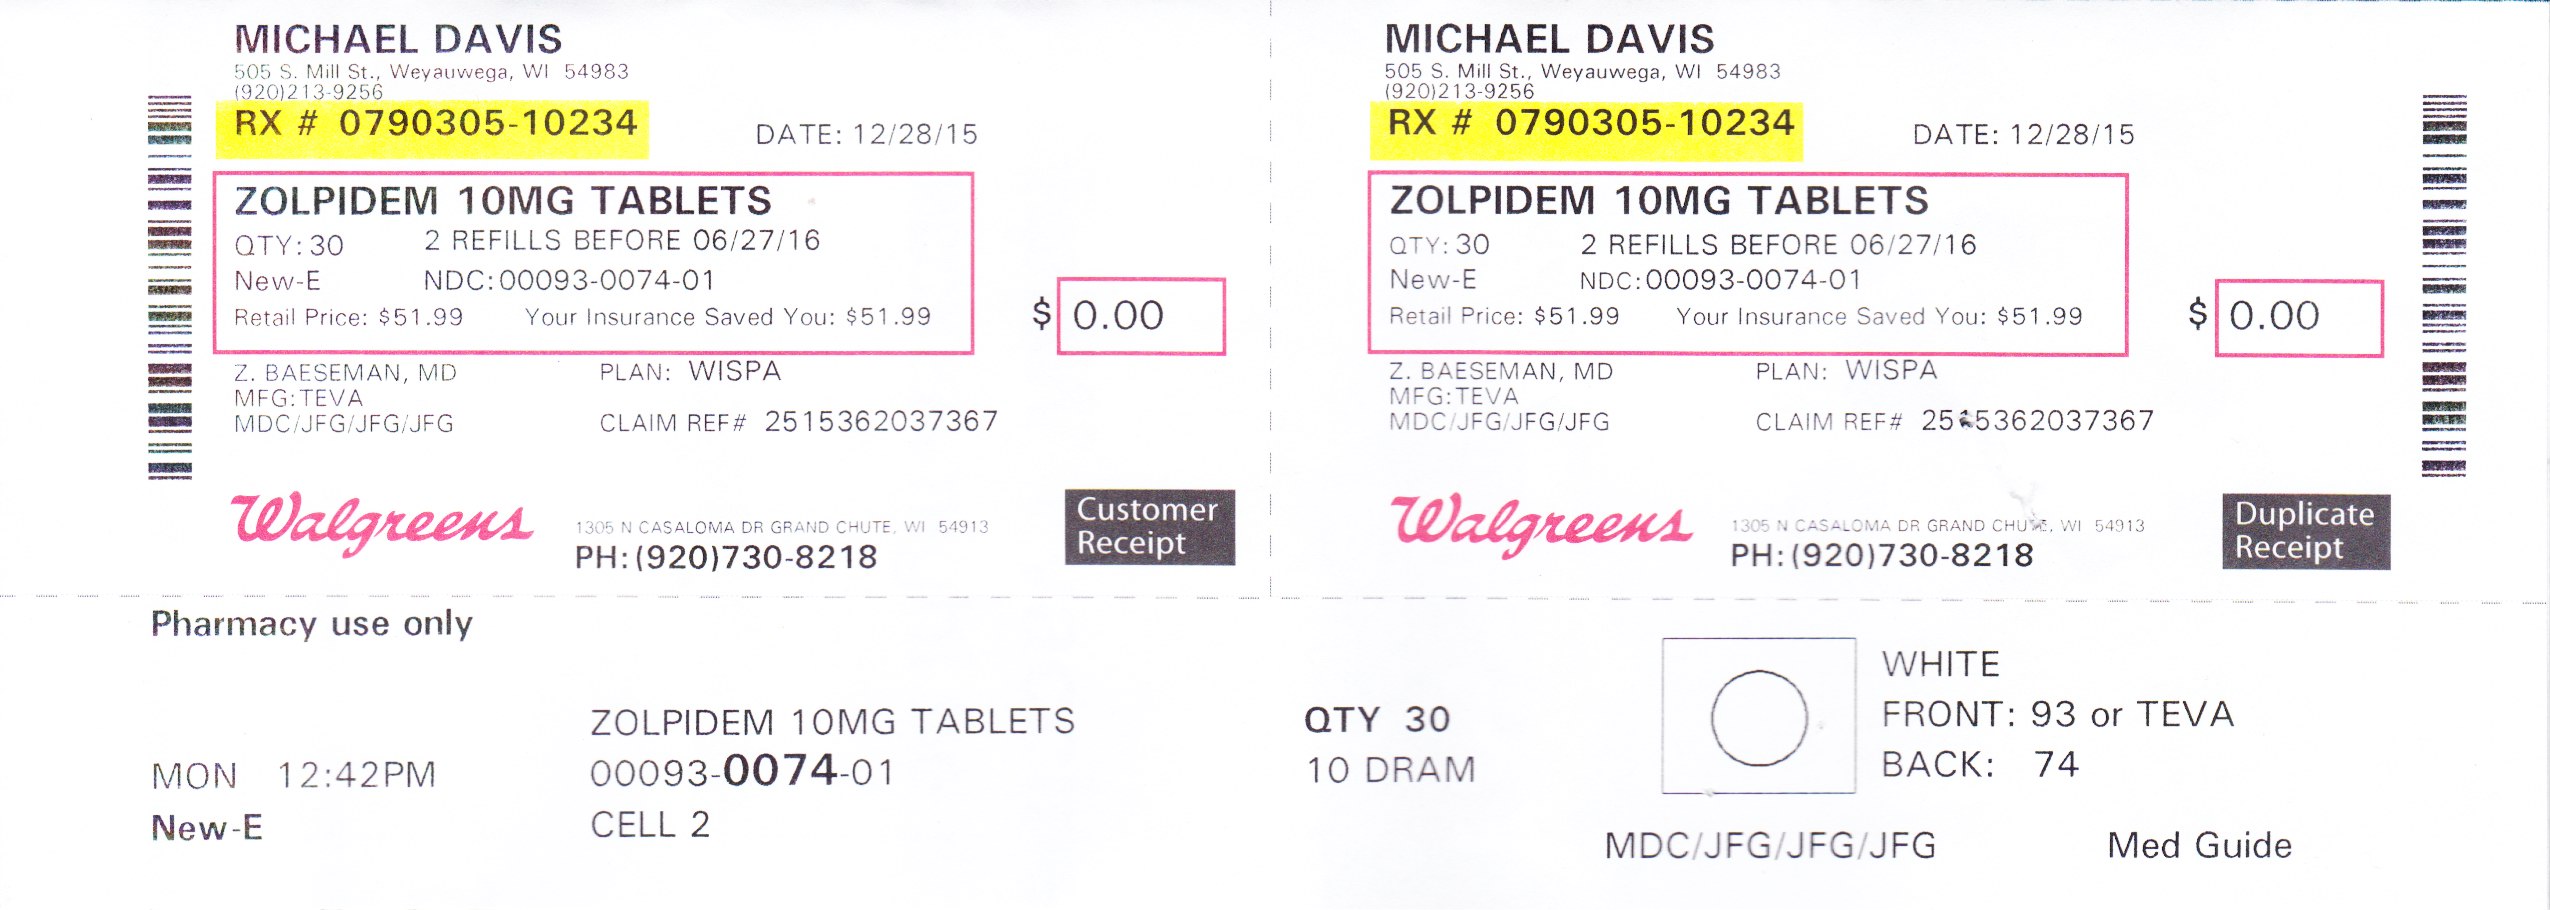 MICHAEL DAVIS
505 S. Mill St., Weyauwega, WI 54983
(920)213-9256
RX # 0790305-10234
DATE: 12/28/15
ZOLPIDEM 10MG TABLETS
QTY: 30 2 REFILLS BEFORE 06/27/16
New-E NDC:00093-0074-01
Retail Price: $51.99 Your Insurance Saved You: $51.99
$ 0.00
Z. BAESEMAN, MD PLAN: WISPA
MFG:TEVA
MDC/JFG/JFG/JFG CLAIM REF# 2515362037367
Walgreens
1305 N CASALOMA DR GRAND CHUTE, WI 54913
PH:(920)730-8218
Customer
Receipt
MICHAEL DAVIS
505 S. Mill St., Weyauwega, WI 54983
(920)213-9256
RX # 0790305-10234
DATE: 12/28/15
ZOLPIDEM 10MG TABLETS
QTY: 30 2 REFILLS BEFORE 06/27/16
New-E NDC:00093-0074-01
Retail Price: $51.99 Your Insurance Saved You: $51.99
$ 0.00
Z. BAESEMAN, MD PLAN: WISPA
MFG:TEVA
MDC/JFG/JFG/JFG CLAIM REF# 2515362037367
Walgreens
1305 N CASALOMA DR GRAND CHUTE, WI 54913
PH:(920)730-8218
Duplicate
Receipt
Pharmacy use only
ZOLPIDEM 10MG TABLETS
MON 12:42PM 00093-0074-01
New-E CELL 2
QTY 30
10 DRAM
WHITE
FRONT: 93 or TEVA
BACK: 74
MDC/JFG/JFG/JFG Med Guide